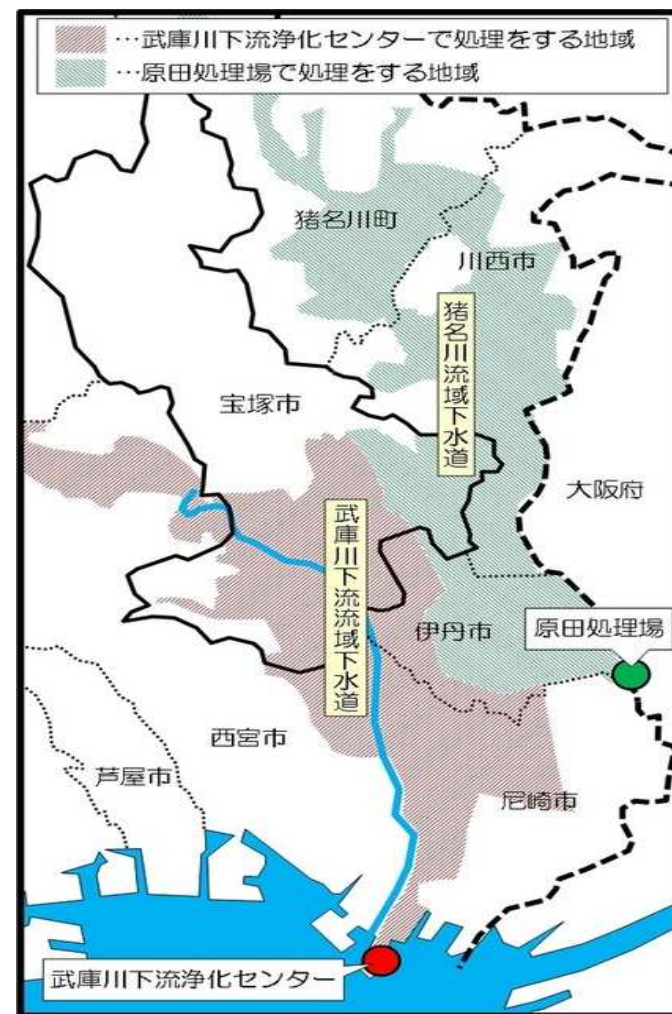 …武庫川下流浄化センターで処理をする地域
…原田処理場で処理をする地域
猪名川町
川西市
猪名川流域下水道
宝塚市
大阪府
武庫川下流流域下水道
伊丹市
原田処理場
西宮市
芦屋市
尼崎市
武庫川下流浄化センター